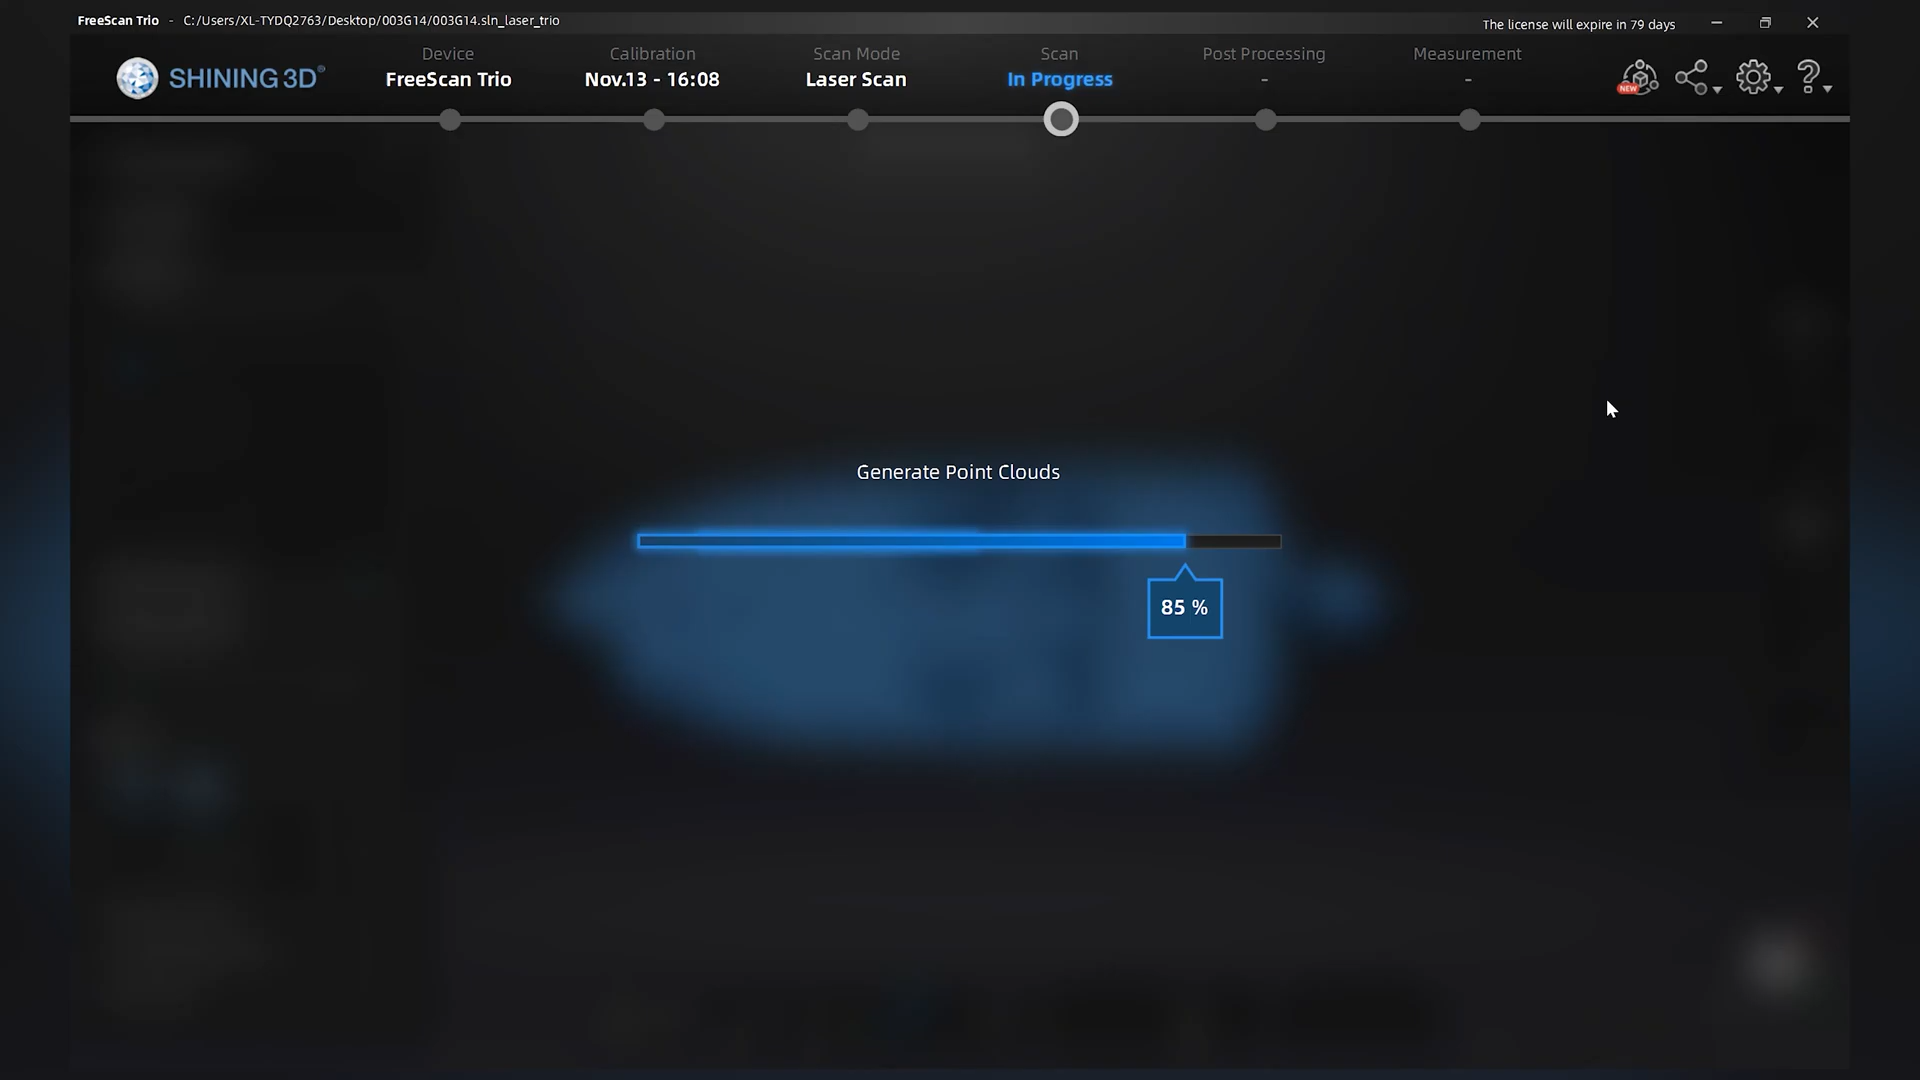 FreeScan Trio - C:/Users/XL-TYDQ2763/Desktop/003G14/003G14.sln_laser_trio
The license will expire in 79 days
SHINING 3D®
Device
FreeScan Trio
Calibration
Nov.13 - 16:08
Scan Mode
Laser Scan
Scan
In Progress
Post Processing
-
Measurement
-
NEW
Generate Point Clouds
85 %